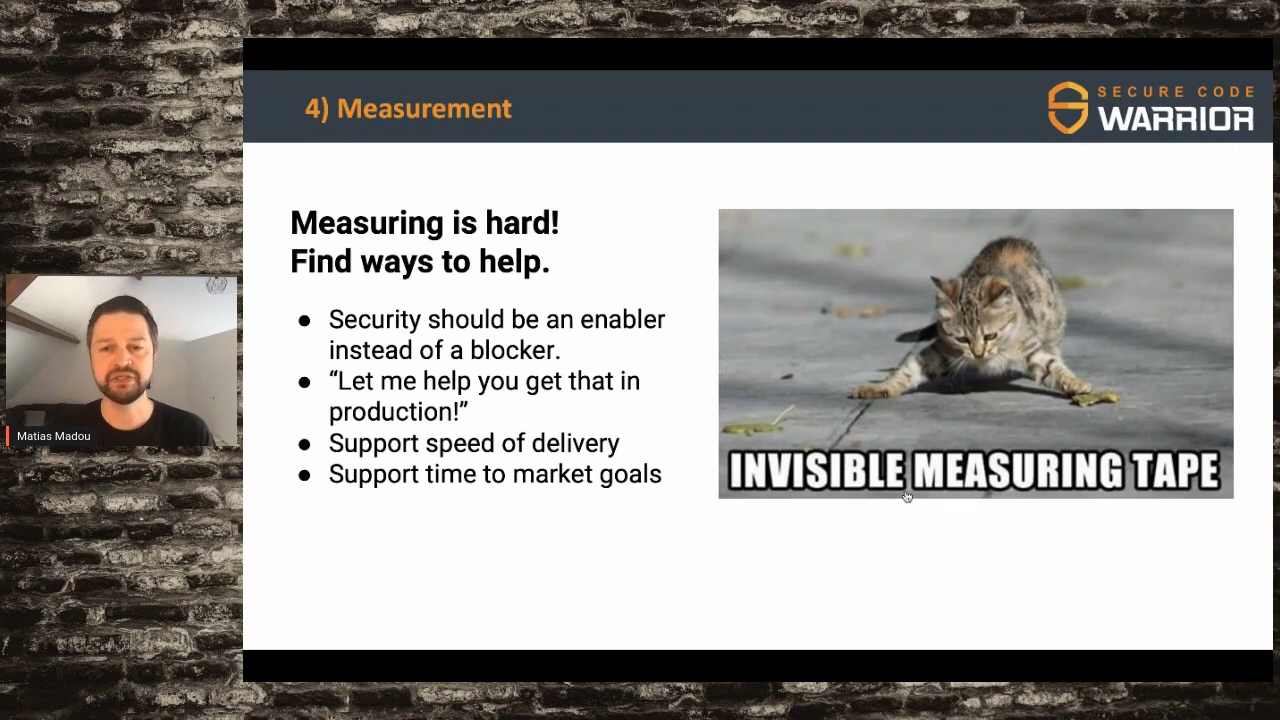 4) Measurement
SECURE CODE
WARRIOR
Measuring is hard!
Find ways to help.
● Security should be an enabler
instead of a blocker.
● “Let me help you get that in
production!”
● Support speed of delivery
● Support time to market goals
INVISIBLE MEASURING TAPE
Matias Madou